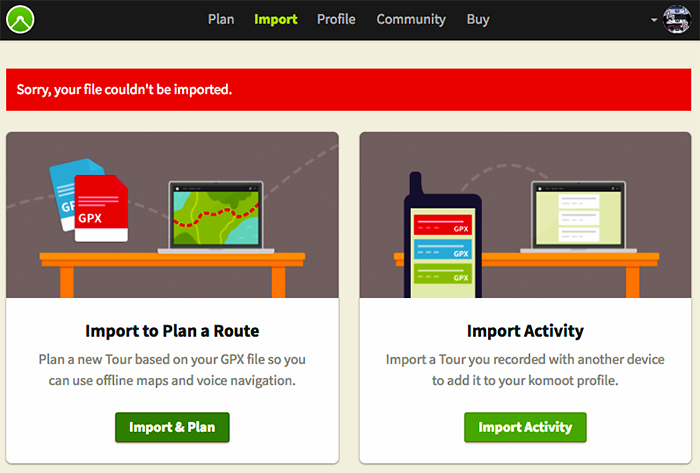 Plan Import Profile Community Buy
Sorry, your file couldn't be imported.
GPX
GPX
GPX
GPX
GPX
Import to Plan a Route
Plan a new Tour based on your GPX file so you
can use offline maps and voice navigation.
Import & Plan
Import Activity
Import a Tour you recorded with another device
to add it to your komoot profile.
Import Activity